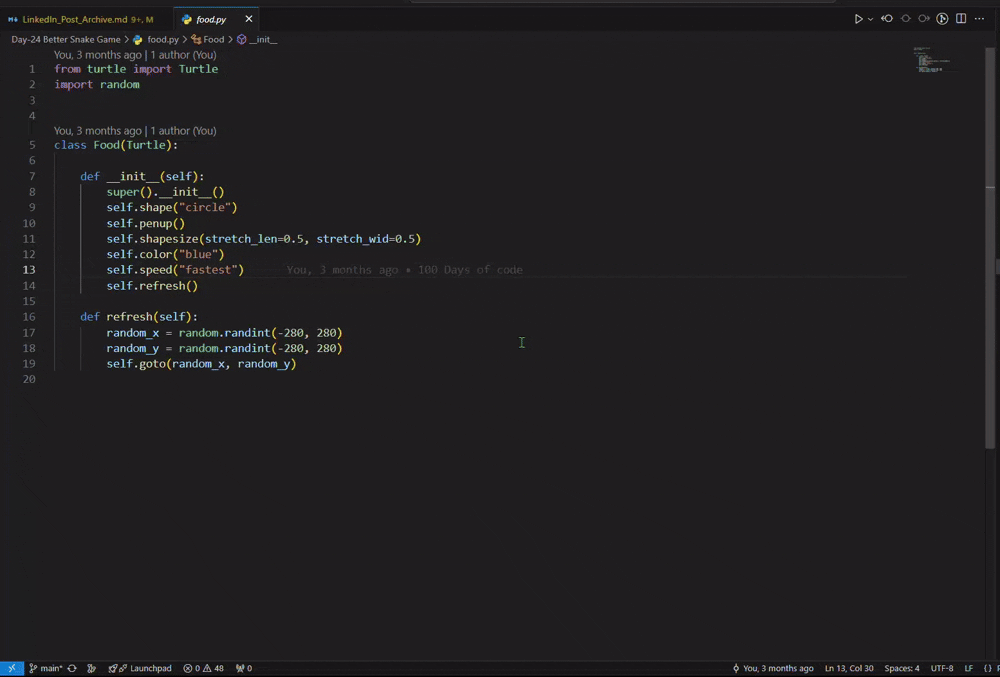 LinkedIn_Post_Archive.md 9+, M
food.py
Day-24 Better Snake Game > food.py > Food > __init__
You, 3 months ago | 1 author (You)
1 from turtle import Turtle
2 import random
3
4
You, 3 months ago | 1 author (You)
5 class Food(Turtle):
6
7 def __init__(self):
8 super().__init__()
9 self.shape("circle")
10 self.penup()
11 self.shapesize(stretch_len=0.5, stretch_wid=0.5)
12 self.color("blue")
13 self.speed("fastest") You, 3 months ago • 100 Days of code
14 self.refresh()
15
16 def refresh(self):
17 random_x = random.randint(-280, 280)
18 random_y = random.randint(-280, 280)
19 self.goto(random_x, random_y)
20
main* Launchpad 0 48 0 You, 3 months ago Ln 13, Col 30 Spaces: 4 UTF-8 LF {}